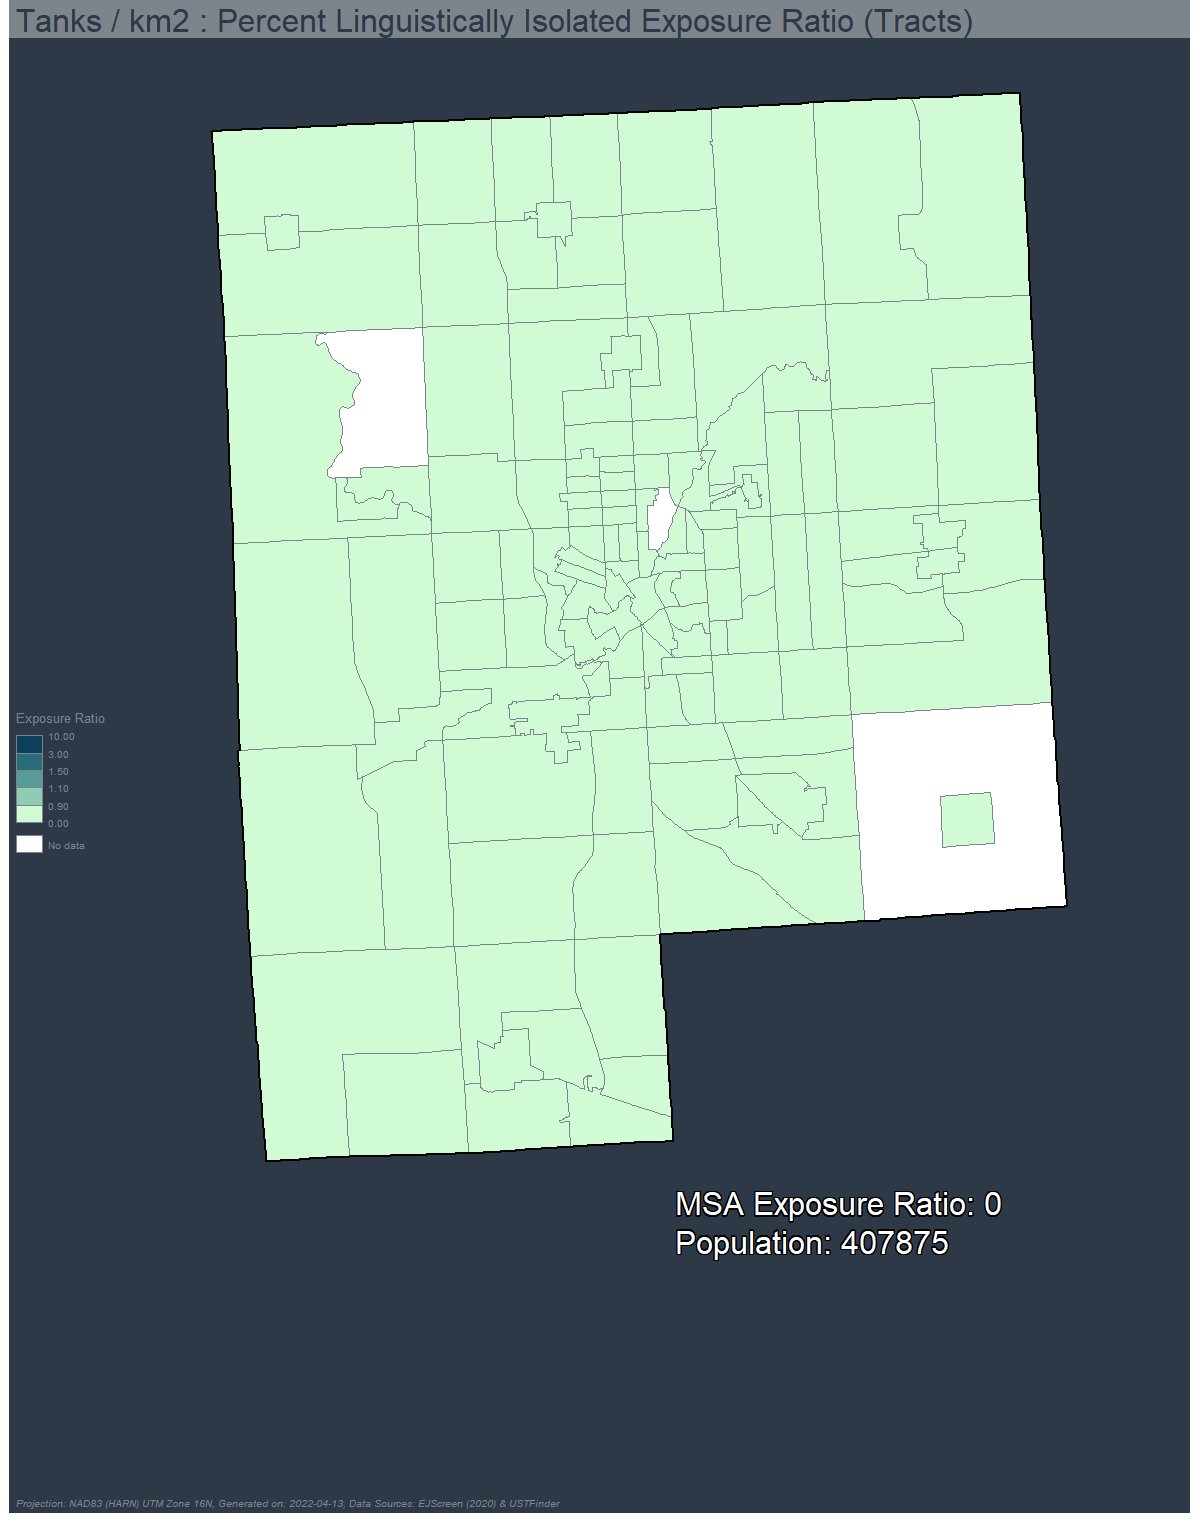 Tanks / km2 : Percent Linguistically Isolated Exposure Ratio (Tracts)
Exposure Ratio
10.00
3.00
1.50
1.10
0.90
0.00
No data
MSA Exposure Ratio: 0
Population: 407875
Projection: NAD83 (HARN) UTM Zone 16N, Generated on: 2022-04-13, Data Sources: EJScreen (2020) & USTFinder